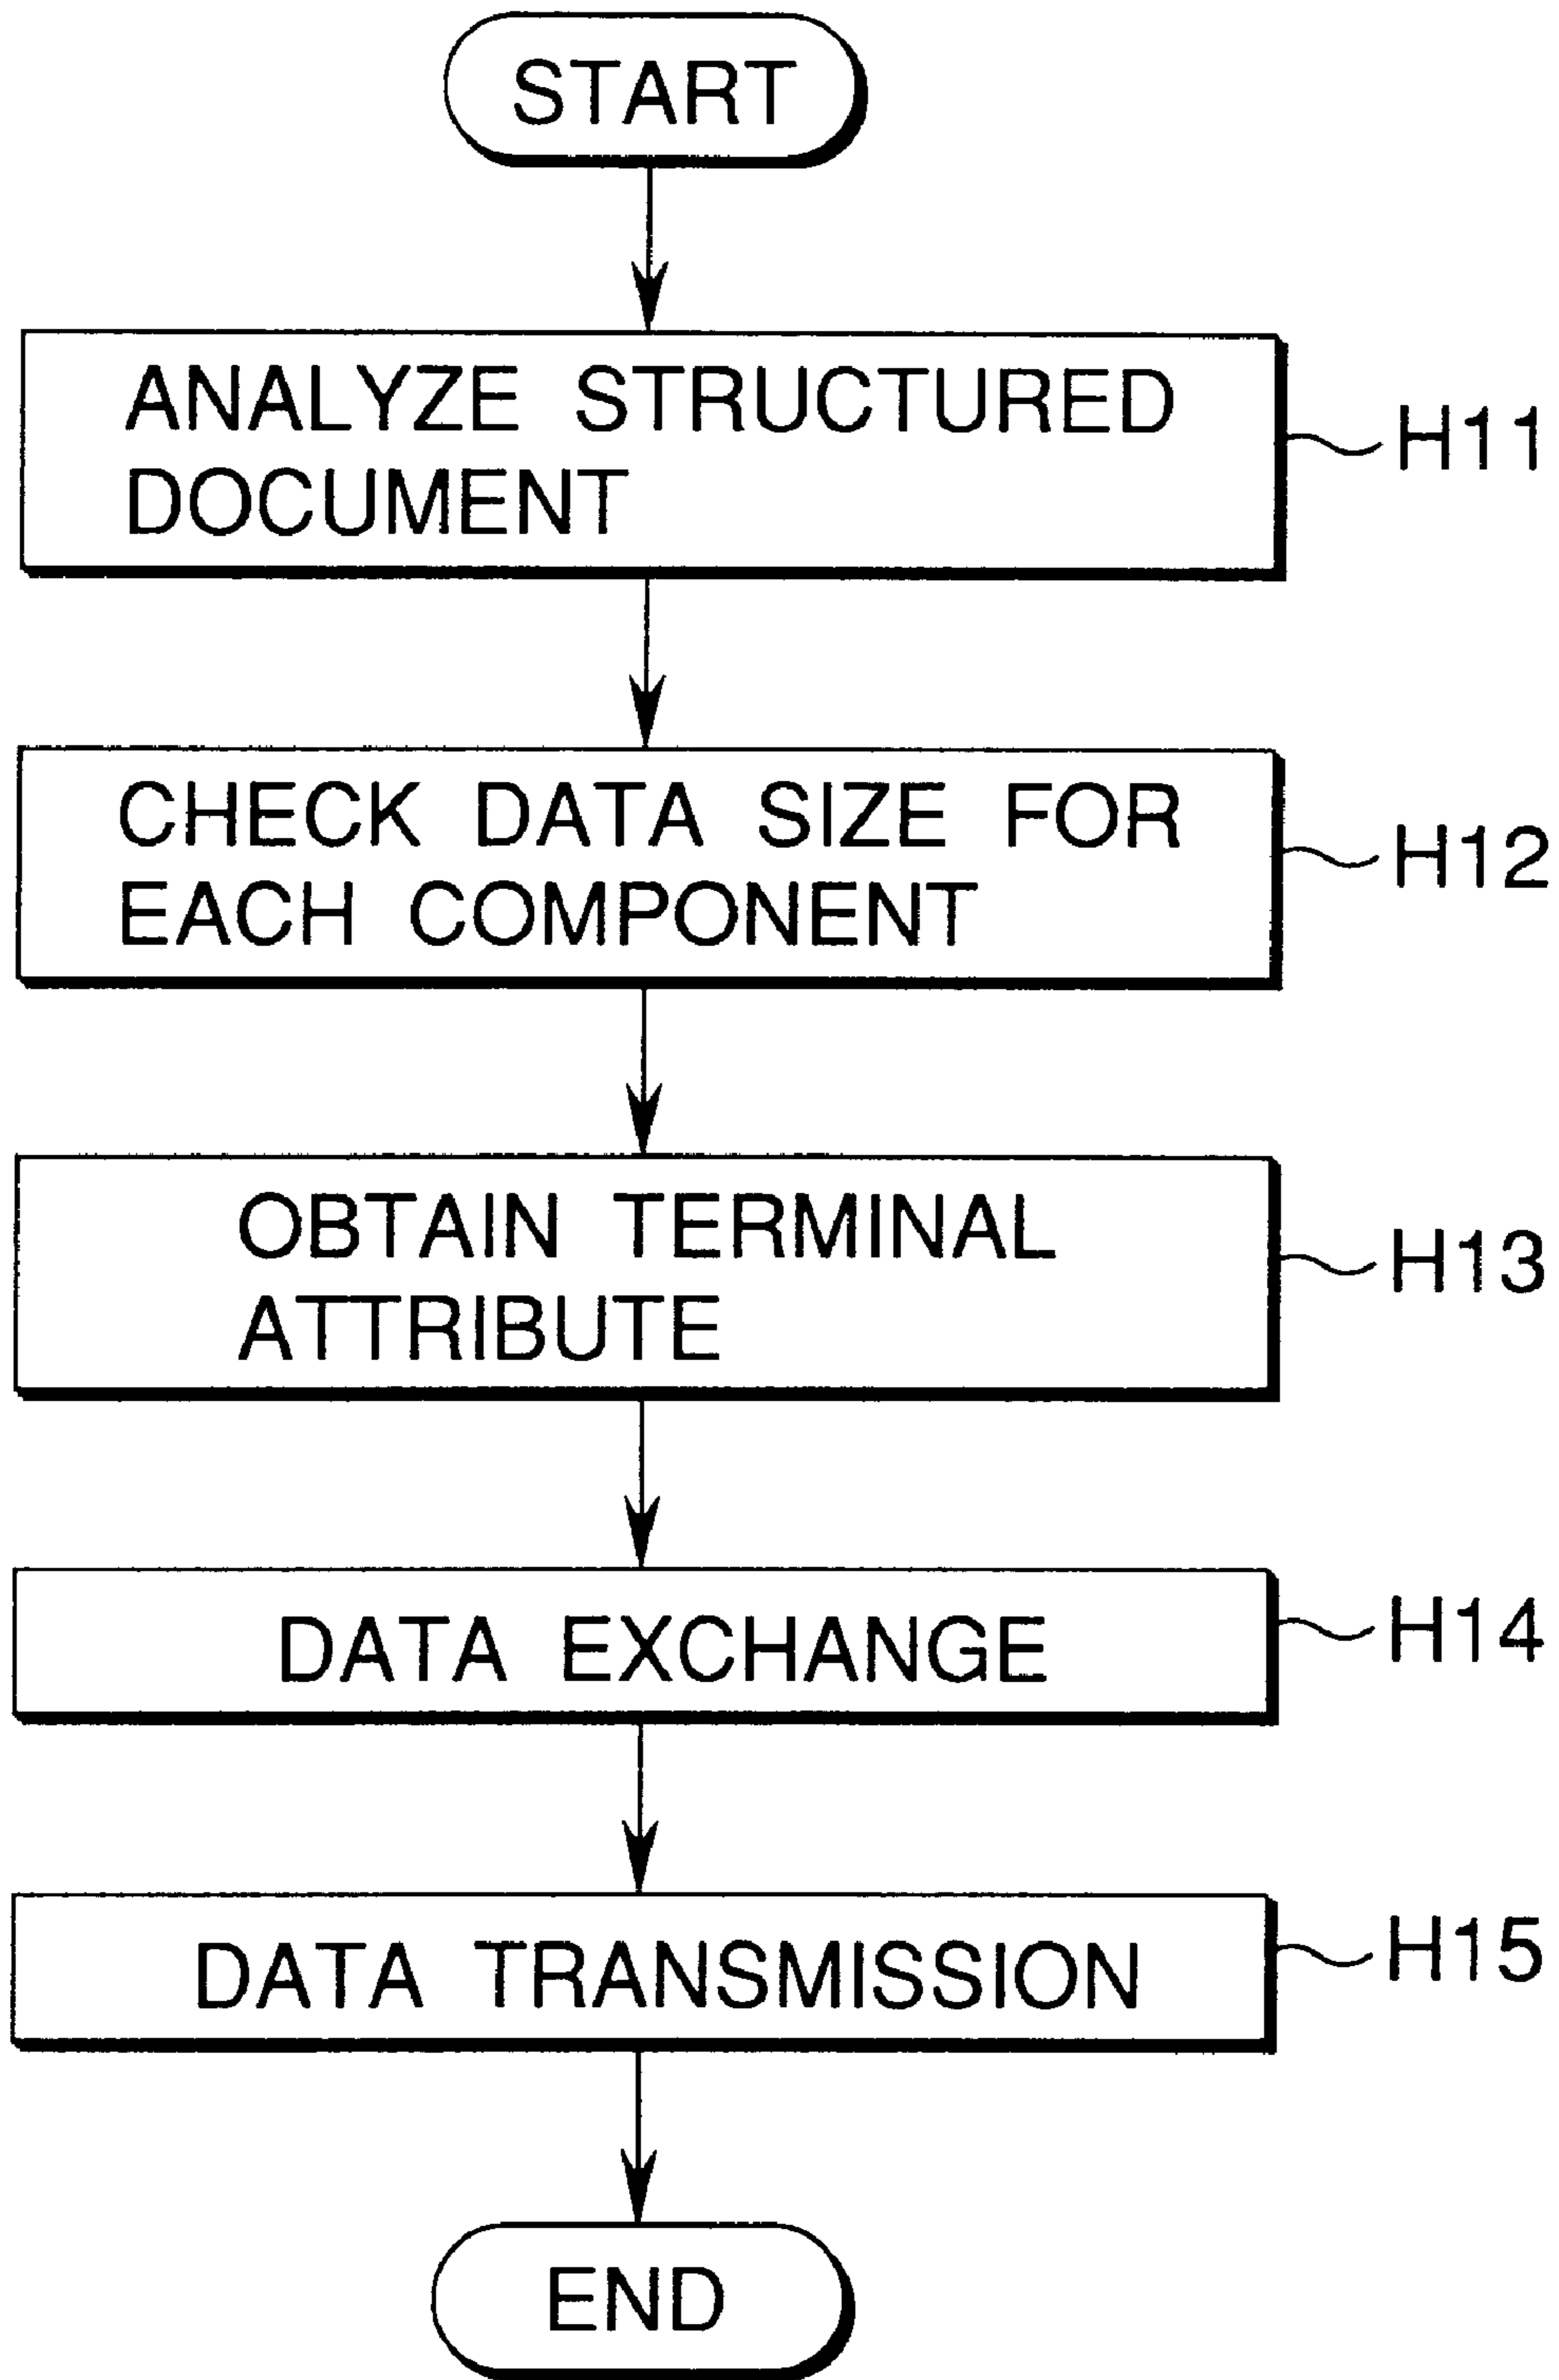 START
ANALYZE STRUCTURED
DOCUMENT
H11
CHECK DATA SIZE FOR
EACH COMPONENT
H12
OBTAIN TERMINAL
ATTRIBUTE
H13
DATA EXCHANGE
H14
DATA TRANSMISSION
H15
END